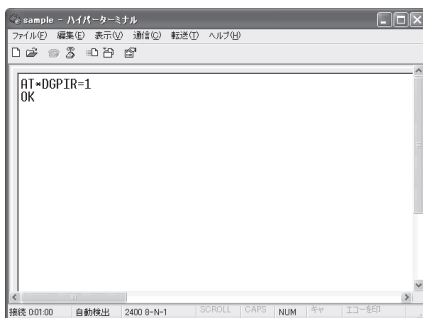 sample - ハイパーターミナル
ファイル(F) 編集(E) 表示(V) 通信(C) 転送(T) ヘルプ(H)
AT*DGPIR=1
OK
接続 0:01:00 自動検出 2400 8-N-1 SCROLL CAPS NUM キャ エコーを印